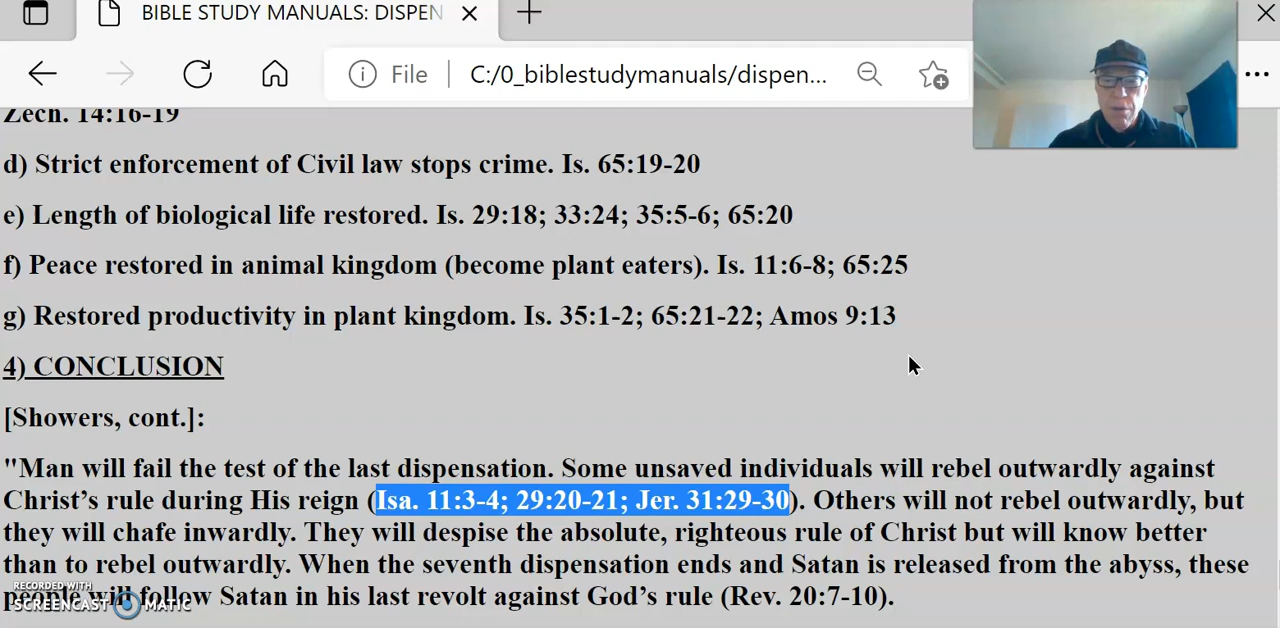 BIBLE STUDY MANUALS: DISPEN
File
C:/0_biblestudymanuals/dispen...
Zech. 14:16-19
d) Strict enforcement of Civil law stops crime. Is. 65:19-20
e) Length of biological life restored. Is. 29:18; 33:24; 35:5-6; 65:20
f) Peace restored in animal kingdom (become plant eaters). Is. 11:6-8; 65:25
g) Restored productivity in plant kingdom. Is. 35:1-2; 65:21-22; Amos 9:13
4) CONCLUSION
[Showers, cont.]:
"Man will fail the test of the last dispensation. Some unsaved individuals will rebel outwardly against
Christ’s rule during His reign (Isa. 11:3-4; 29:20-21; Jer. 31:29-30). Others will not rebel outwardly, but
they will chafe inwardly. They will despise the absolute, righteous rule of Christ but will know better
than to rebel outwardly. When the seventh dispensation ends and Satan is released from the abyss, these
people will follow Satan in his last revolt against God’s rule (Rev. 20:7-10).
RECORDED WITH
SCREENCAST MATIC